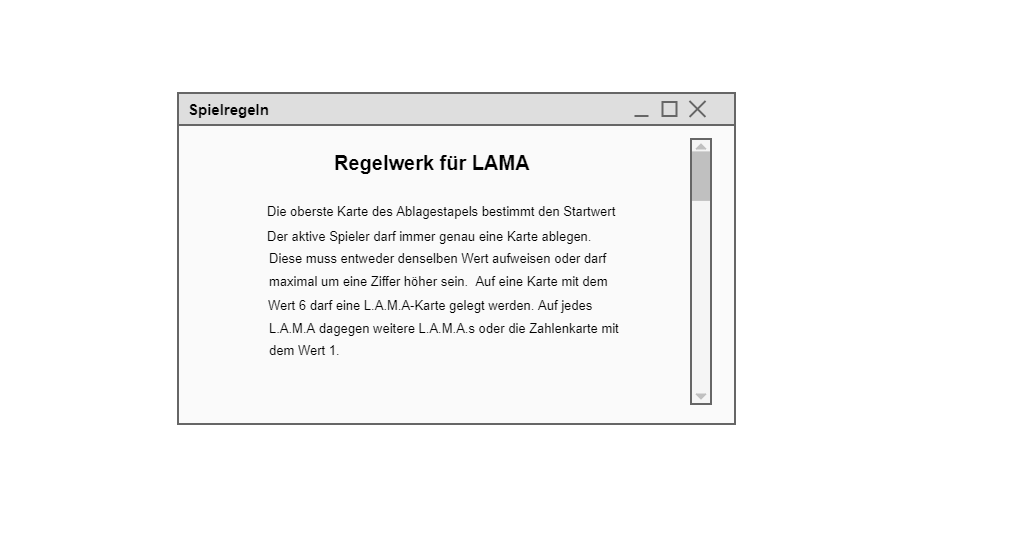 Spielregeln
Regelwerk für LAMA
Die oberste Karte des Ablagestapels bestimmt den Startwert
Der aktive Spieler darf immer genau eine Karte ablegen.
Diese muss entweder denselben Wert aufweisen oder darf
maximal um eine Ziffer höher sein.  Auf eine Karte mit dem
Wert 6 darf eine L.A.M.A-Karte gelegt werden. Auf jedes
L.A.M.A dagegen weitere L.A.M.A.s oder die Zahlenkarte mit
dem Wert 1.